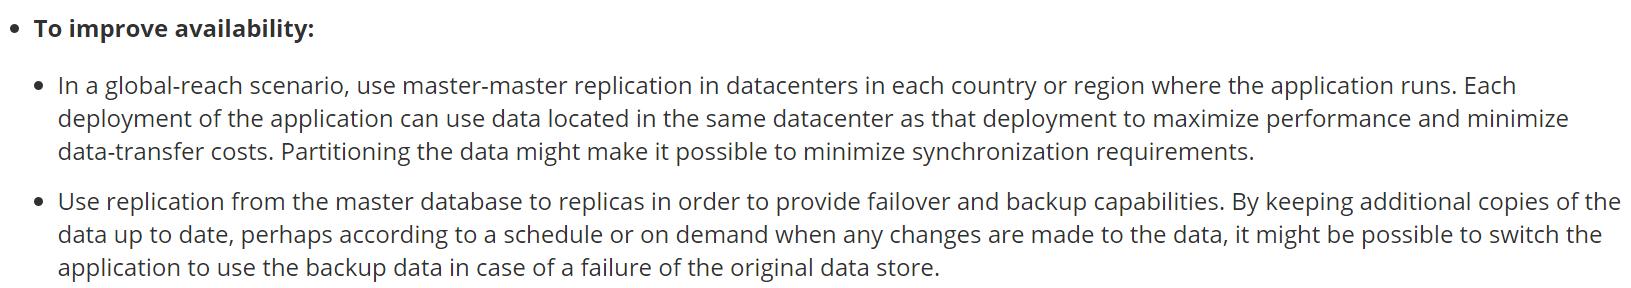 • To improve availability:
• In a global-reach scenario, use master-master replication in datacenters in each country or region where the application runs. Each
deployment of the application can use data located in the same datacenter as that deployment to maximize performance and minimize
data-transfer costs. Partitioning the data might make it possible to minimize synchronization requirements.
• Use replication from the master database to replicas in order to provide failover and backup capabilities. By keeping additional copies of the
data up to date, perhaps according to a schedule or on demand when any changes are made to the data, it might be possible to switch the
application to use the backup data in case of a failure of the original data store.